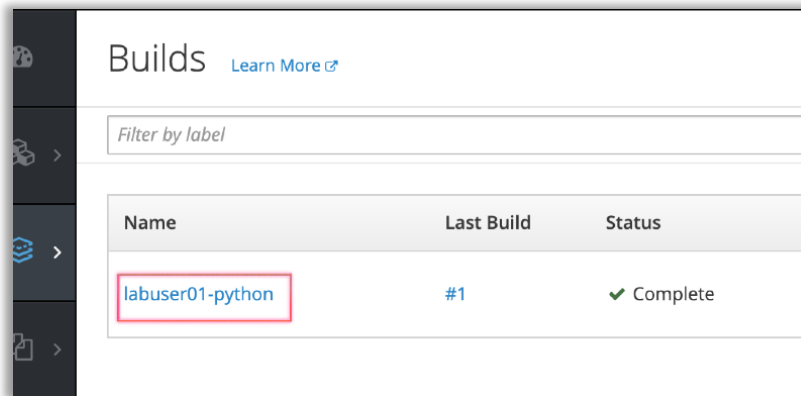 Builds Learn More
Filter by label
Name Last Build Status
labuser01-python #1 Complete